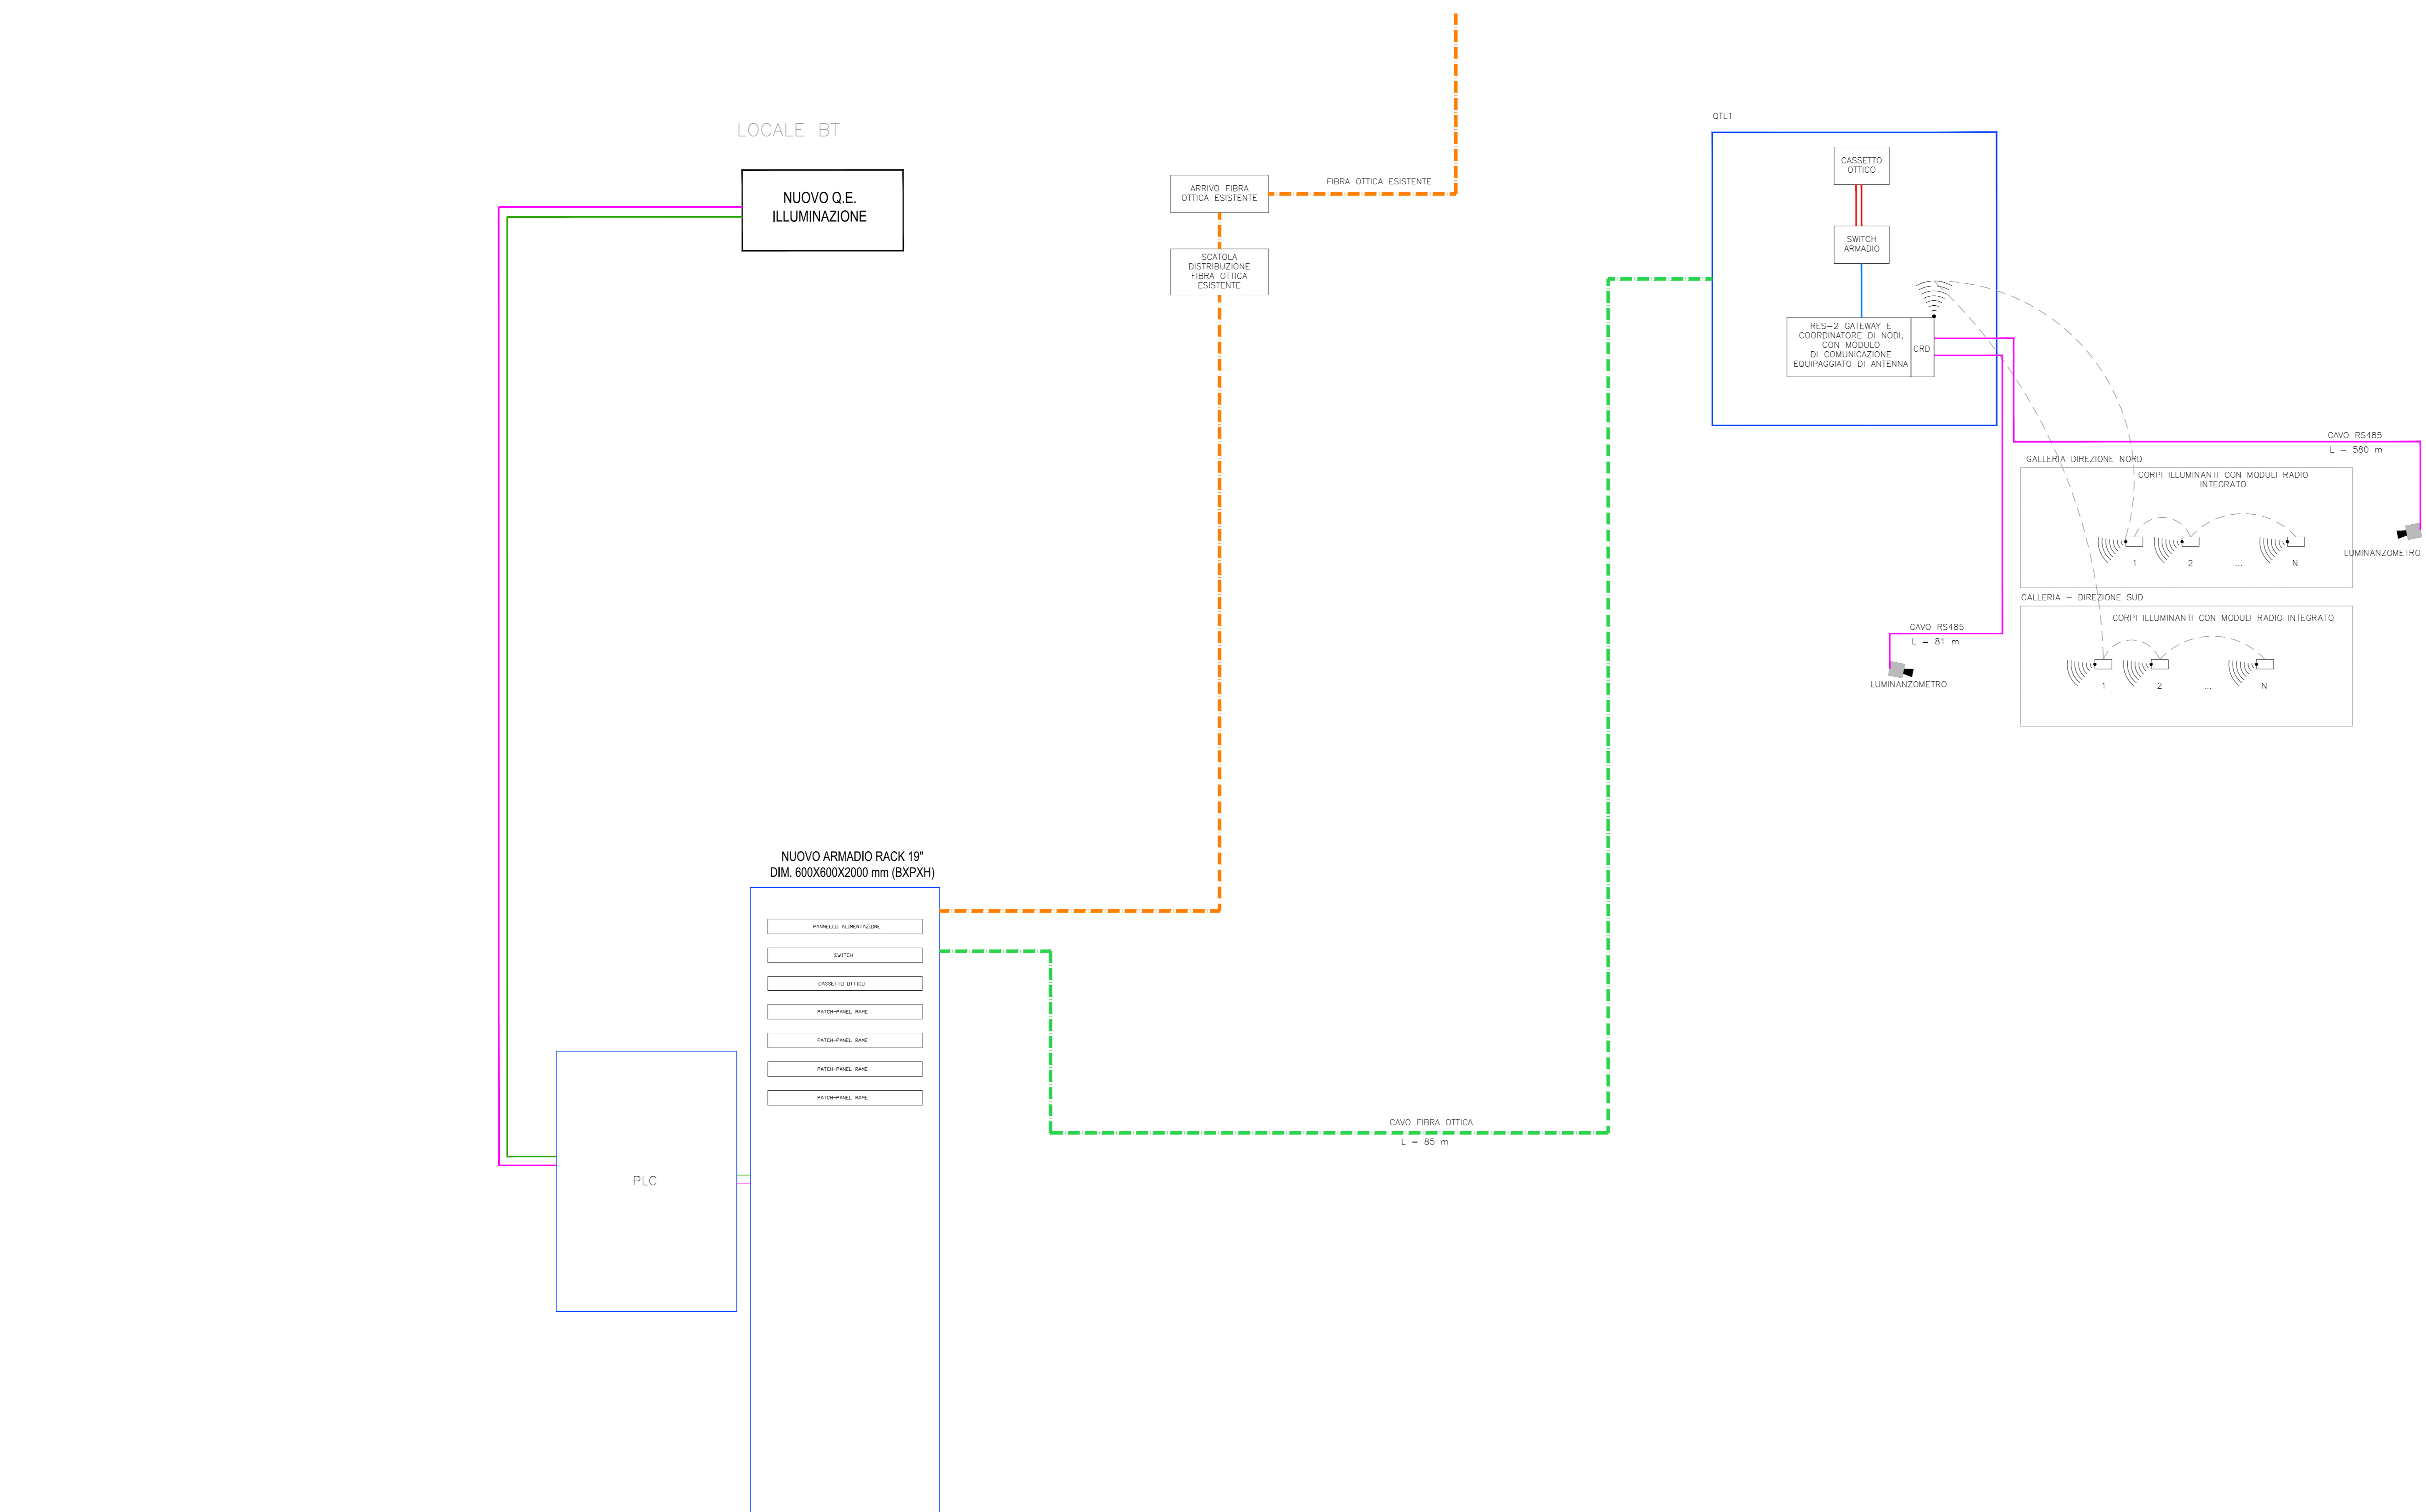 LOCALE BT
NUOVO Q.E.
ILLUMINAZIONE
ARRIVO FIBRA
OTTICA ESISTENTE
FIBRA OTTICA ESISTENTE
SCATOLA
DISTRIBUZIONE
FIBRA OTTICA
ESISTENTE
QTL1
CASSETTO
OTTICO
SWITCH
ARMADIO
RES-2 GATEWAY E
COORDINATORE DI NODI,
CON MODULO
DI COMUNICAZIONE
EQUIPAGGIATO DI ANTENNA
CRD
CAVO RS485
L = 580 m
GALLERIA DIREZIONE NORD
CORPI ILLUMINANTI CON MODULI RADIO
INTEGRATO
1
2
...
N
LUMINANZOMETRO
GALLERIA - DIREZIONE SUD
CORPI ILLUMINANTI CON MODULI RADIO INTEGRATO
1
2
...
N
CAVO RS485
L = 81 m
LUMINANZOMETRO
NUOVO ARMADIO RACK 19"
DIM. 600X600X2000 mm (BXPXH)
PANNELLO ALIMENTAZIONE
SWITCH
CASSETTO OTTICO
PATCH-PANEL RAME
PATCH-PANEL RAME
PATCH-PANEL RAME
PATCH-PANEL RAME
CAVO FIBRA OTTICA
L = 85 m
PLC